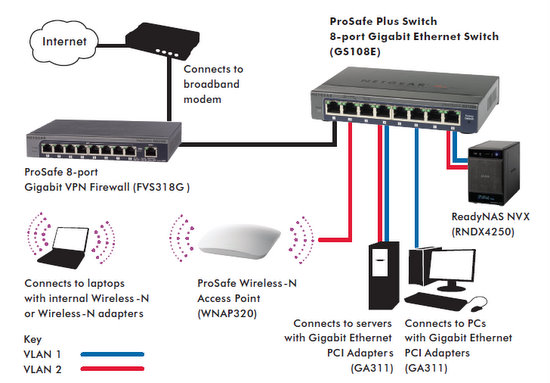 Internet
Connects to
broadband
modem
ProSafe Plus Switch
8-port Gigabit Ethernet Switch
(GS108E)
NETGEAR
ProSafe 8-port
Gigabit VPN Firewall (FVS318G)
ReadyNAS NVX
(RNDX4250)
Connects to laptops
with internal Wireless-N
or Wireless-N adapters
ProSafe Wireless-N
Access Point
(WNAP320)
Connects to servers
with Gigabit Ethernet
PCI Adapters
(GA311)
Connects to PCs
with Gigabit Ethernet
PCI Adapters
(GA311)
Key
VLAN 1
VLAN 2